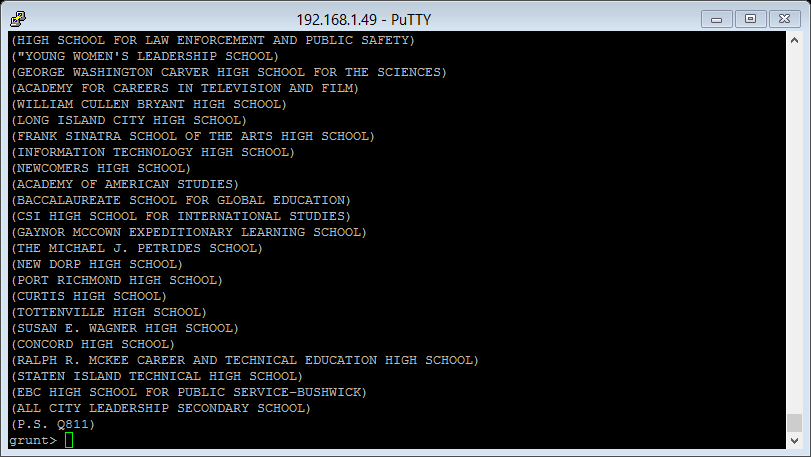 192.168.1.49 - PuTTY
(HIGH SCHOOL FOR LAW ENFORCEMENT AND PUBLIC SAFETY)
("YOUNG WOMEN'S LEADERSHIP SCHOOL)
(GEORGE WASHINGTON CARVER HIGH SCHOOL FOR THE SCIENCES)
(ACADEMY FOR CAREERS IN TELEVISION AND FILM)
(WILLIAM CULLEN BRYANT HIGH SCHOOL)
(LONG ISLAND CITY HIGH SCHOOL)
(FRANK SINATRA SCHOOL OF THE ARTS HIGH SCHOOL)
(INFORMATION TECHNOLOGY HIGH SCHOOL)
(NEWCOMERS HIGH SCHOOL)
(ACADEMY OF AMERICAN STUDIES)
(BACCALAUREATE SCHOOL FOR GLOBAL EDUCATION)
(CSI HIGH SCHOOL FOR INTERNATIONAL STUDIES)
(GAYNOR MCCOWN EXPEDITIONARY LEARNING SCHOOL)
(THE MICHAEL J. PETRIDES SCHOOL)
(NEW DORP HIGH SCHOOL)
(PORT RICHMOND HIGH SCHOOL)
(CURTIS HIGH SCHOOL)
(TOTTENVILLE HIGH SCHOOL)
(SUSAN E. WAGNER HIGH SCHOOL)
(CONCORD HIGH SCHOOL)
(RALPH R. MCKEE CAREER AND TECHNICAL EDUCATION HIGH SCHOOL)
(STATEN ISLAND TECHNICAL HIGH SCHOOL)
(EBC HIGH SCHOOL FOR PUBLIC SERVICE-BUSHWICK)
(ALL CITY LEADERSHIP SECONDARY SCHOOL)
(P.S. Q811)
grunt>